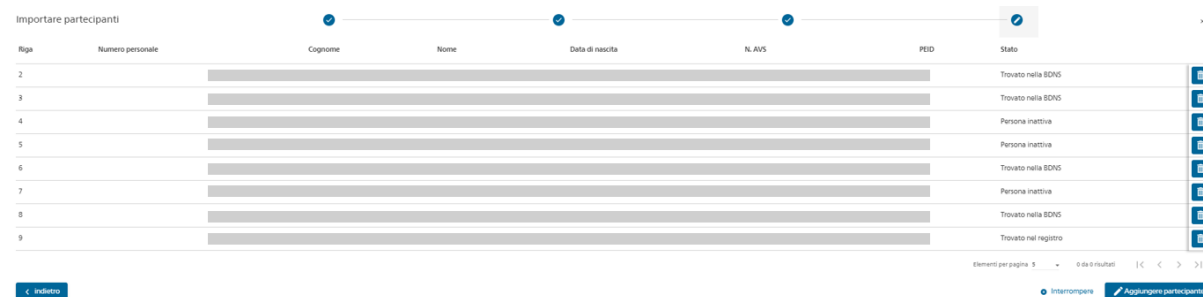 Importare partecipanti
Riga Numero personale Cognome Nome Data di nascita N. AVS PEID Stato
2 Trovato nella BDNS
3 Trovato nella BDNS
4 Persona inattiva
5 Persona inattiva
6 Trovato nella BDNS
7 Persona inattiva
8 Trovato nella BDNS
9 Trovato nel registro
Elementi per pagina 5 0 da 0 risultati
indietro Interrompere Aggiungere partecipante